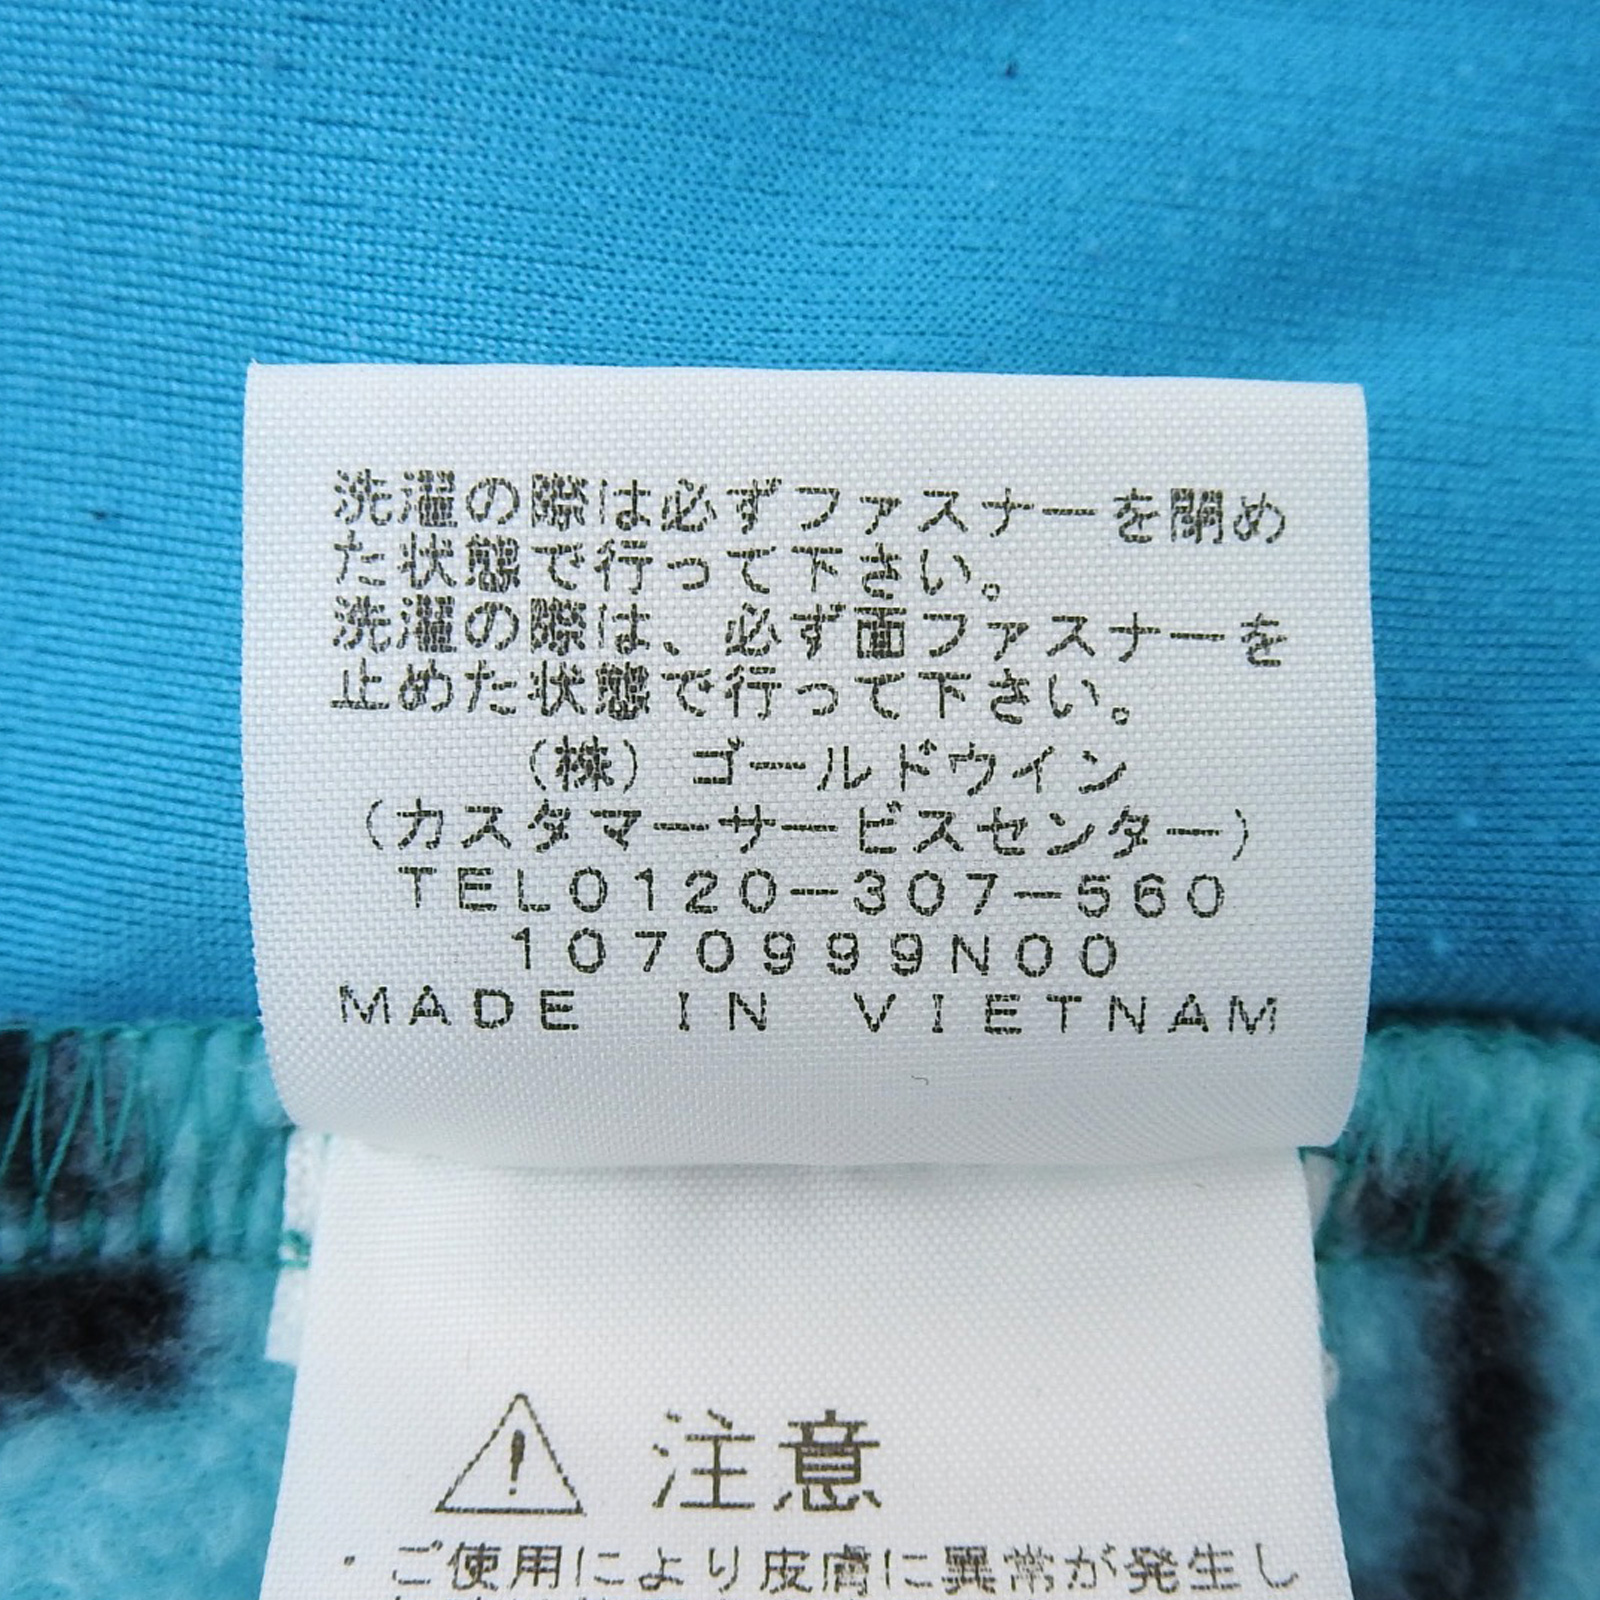 洗濯の際は必ずファスナーを閉め
た状態で行って下さい。
洗濯の際は、必ず面ファスナーを
止めた状態で行って下さい。
(株) ゴールドウイン
(カスタマーサービスセンター)
TEL0120-307-560
1070999N00
MADE IN VIETNAM
注意
・ご使用により皮膚に異常が発生し